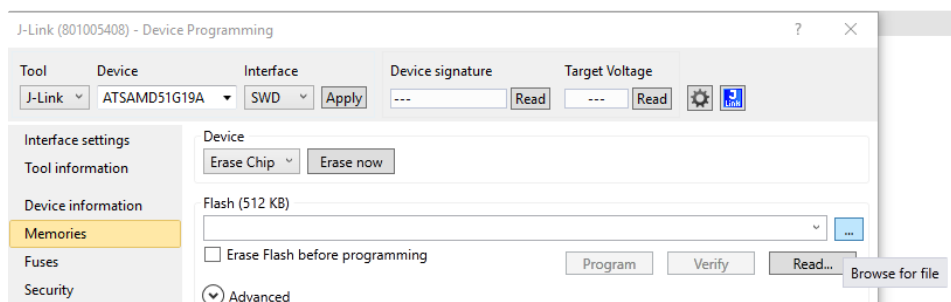 J-Link (801005408) - Device Programming ?
Tool Device Interface Device signature Target Voltage
J-Link ATSAMD51G19A SWD Apply --- Read --- Read J Link
Interface settings
Tool information
Device information
Memories
Fuses
Security
Device
Erase Chip Erase now
Flash (512 KB)
...
Erase Flash before programming
Program Verify Read...
Browse for file
Advanced